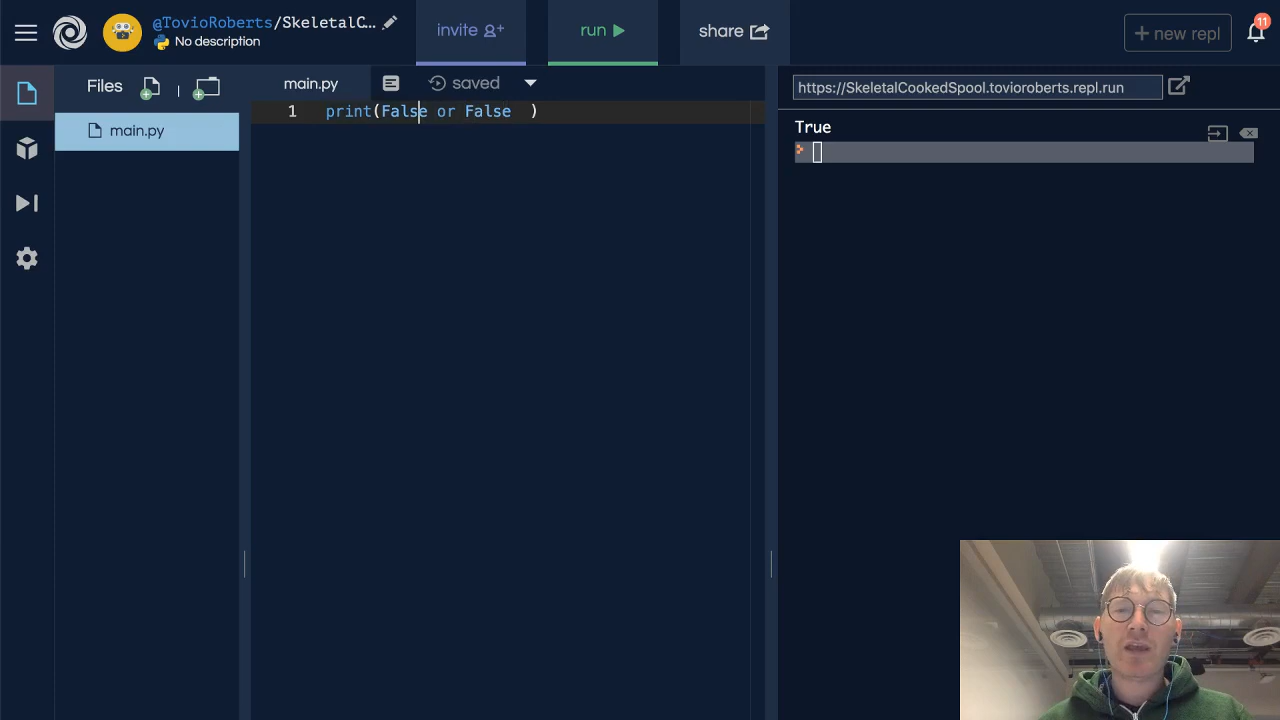 @TovioRoberts/SkeletalC...
No description
invite
run
share
+ new repl
11
Files
main.py
saved
https://SkeletalCookedSpool.tovioroberts.repl.run
main.py
1 print(False or False  )
True